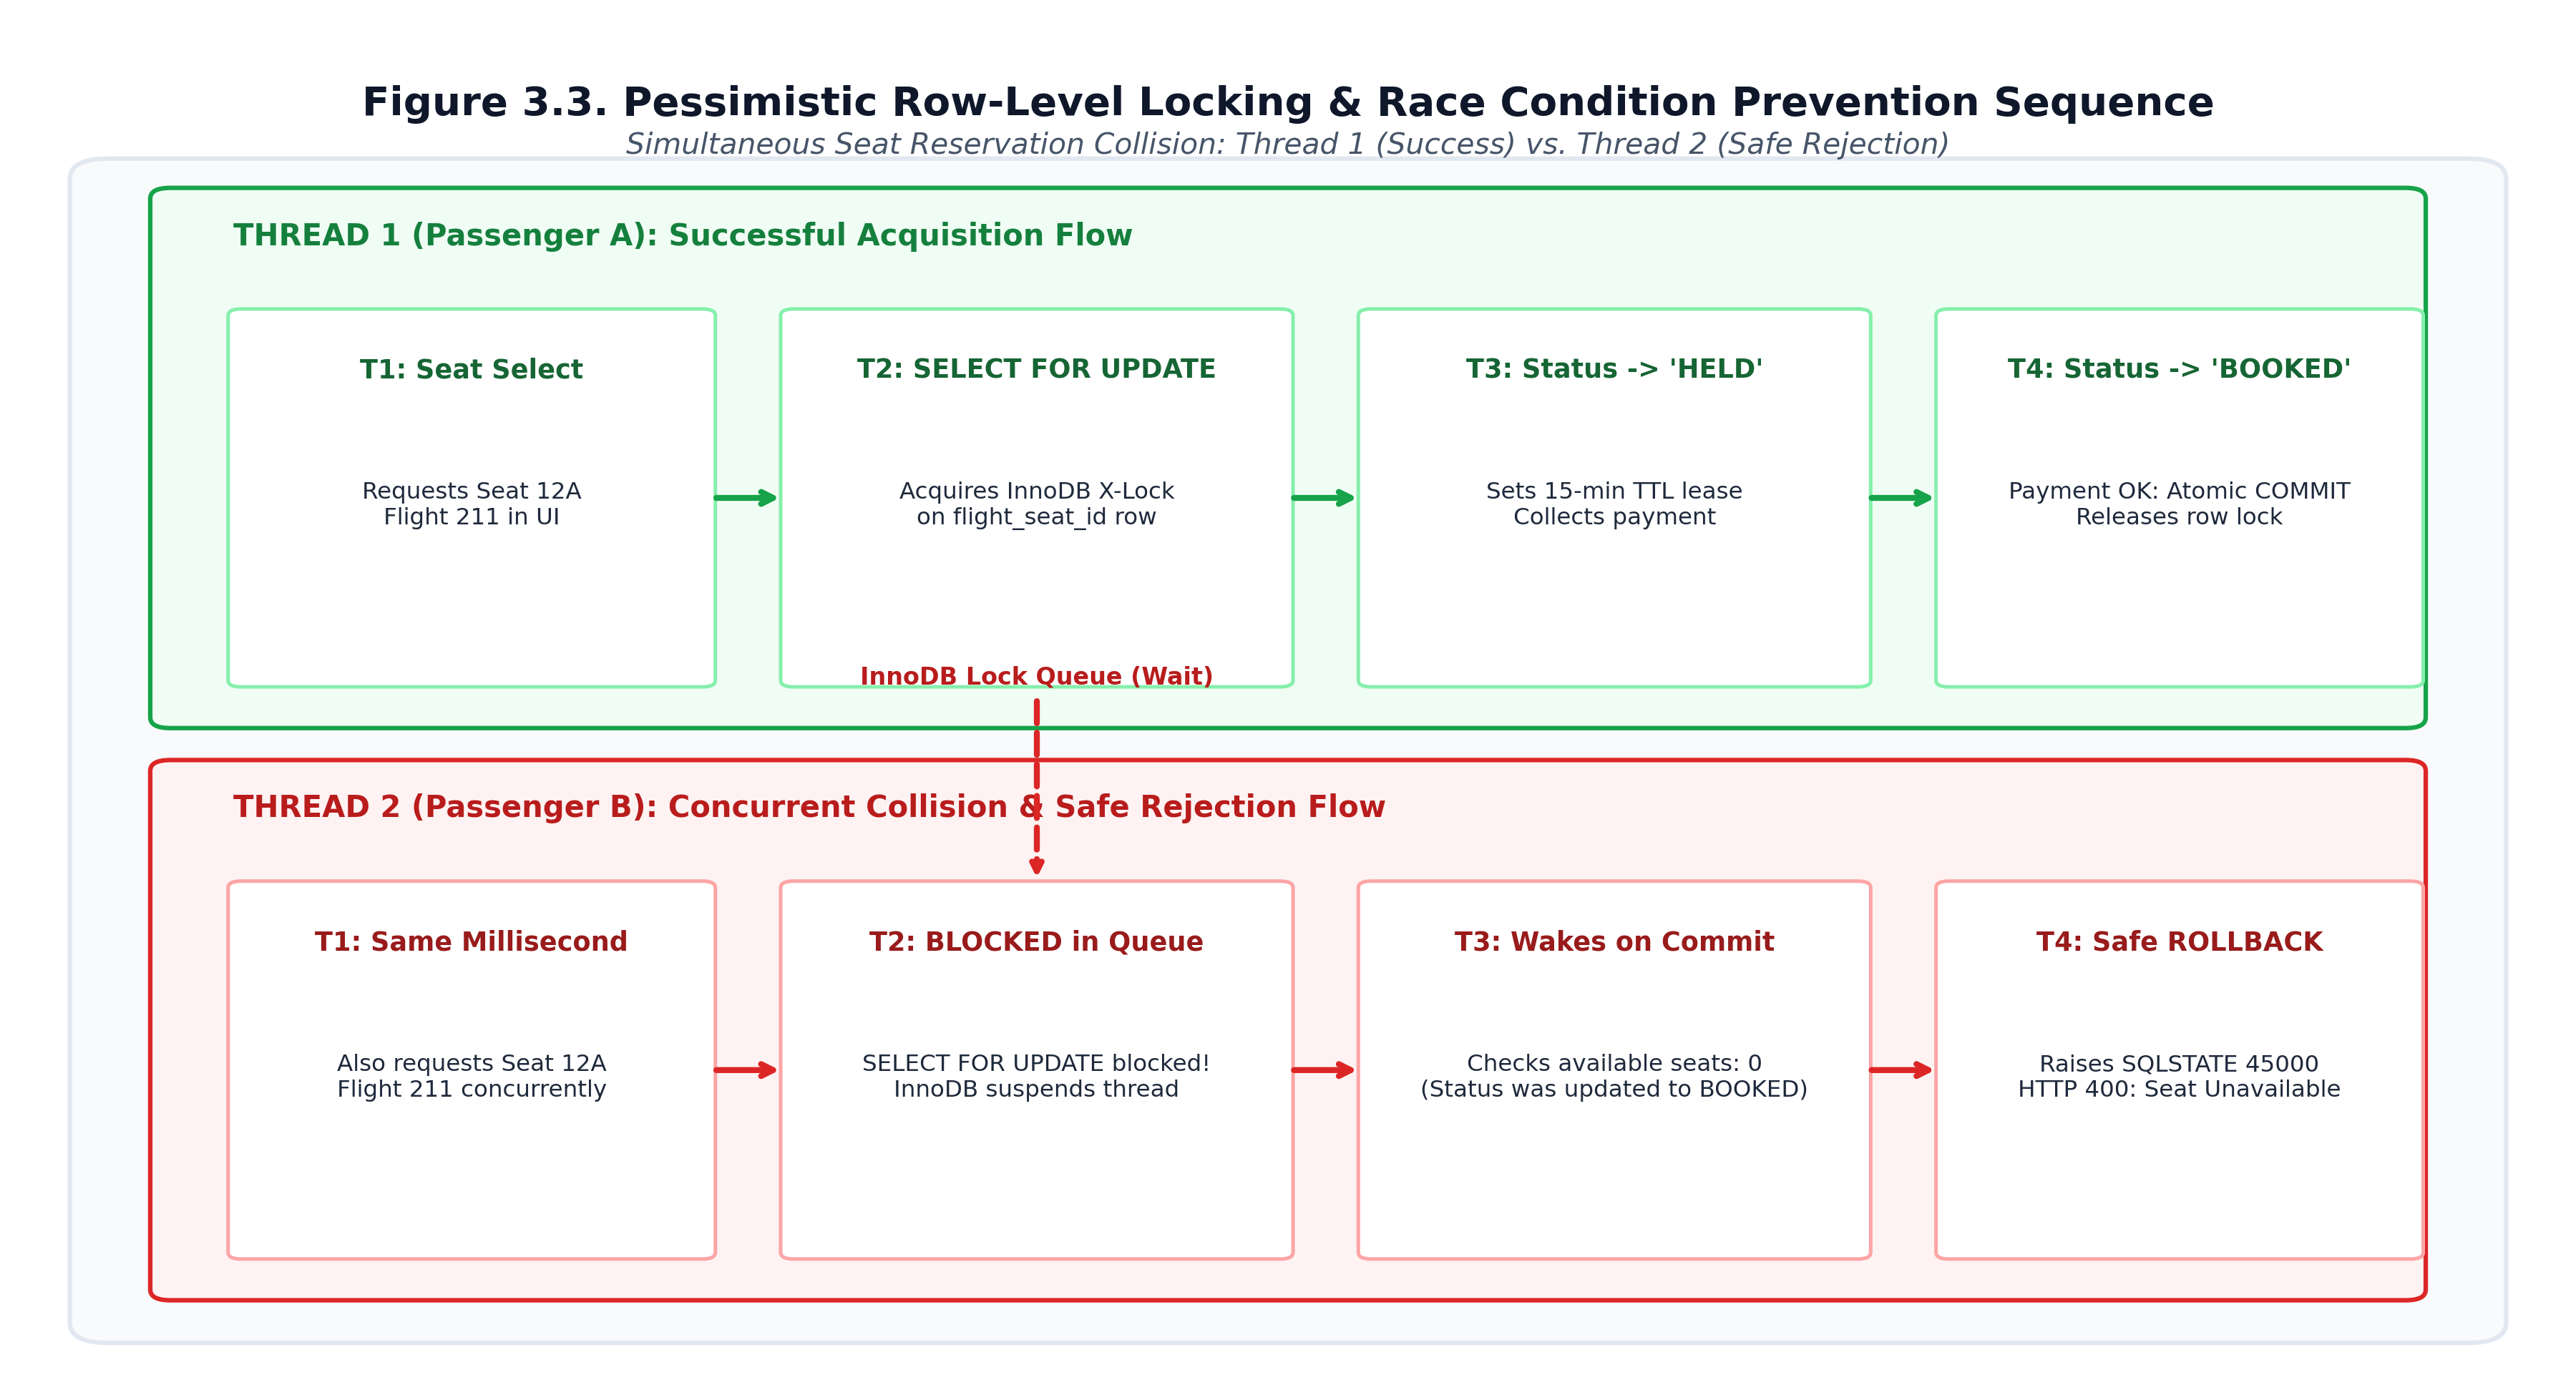 Figure 3.3. Pessimistic Row-Level Locking & Race Condition Prevention Sequence
Simultaneous Seat Reservation Collision: Thread 1 (Success) vs. Thread 2 (Safe Rejection)
THREAD 1 (Passenger A): Successful Acquisition Flow
T1: Seat Select
Requests Seat 12A
Flight 211 in UI
T2: SELECT FOR UPDATE
Acquires InnoDB X-Lock
on flight_seat_id row
T3: Status -> 'HELD'
Sets 15-min TTL lease
Collects payment
T4: Status -> 'BOOKED'
Payment OK: Atomic COMMIT
Releases row lock
InnoDB Lock Queue (Wait)
THREAD 2 (Passenger B): Concurrent Collision & Safe Rejection Flow
T1: Same Millisecond
Also requests Seat 12A
Flight 211 concurrently
T2: BLOCKED in Queue
SELECT FOR UPDATE blocked!
InnoDB suspends thread
T3: Wakes on Commit
Checks available seats: 0
(Status was updated to BOOKED)
T4: Safe ROLLBACK
Raises SQLSTATE 45000
HTTP 400: Seat Unavailable